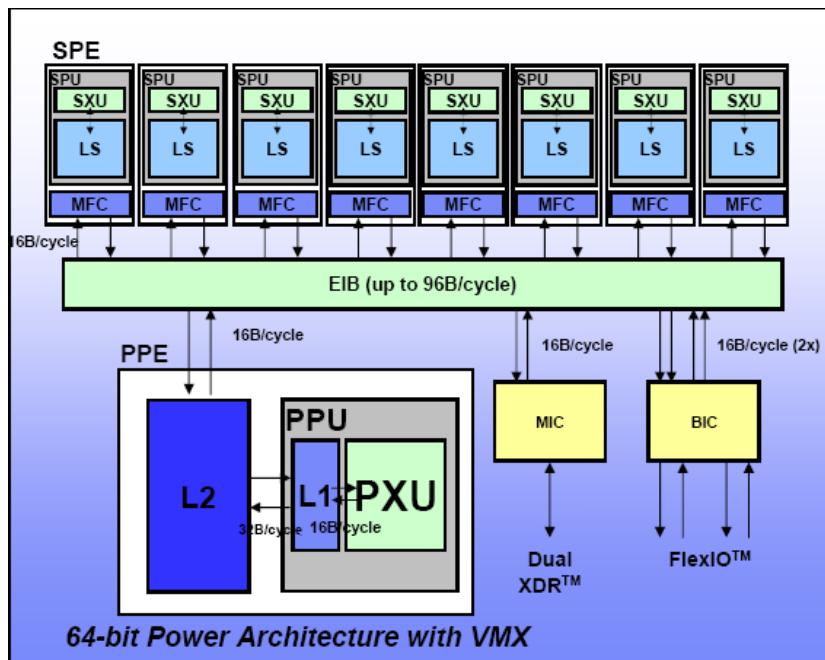 SPE
SPU SPU SPU SPU SPU SPU SPU SPU
SXU SXU SXU SXU SXU SXU SXU SXU
LS LS LS LS LS LS LS LS
MFC MFC MFC MFC MFC MFC MFC MFC
16B/cycle
EIB (up to 96B/cycle)
16B/cycle 16B/cycle 16B/cycle (2x)
PPE
PPU
MIC BIC
L2 L1 PXU
32B/cycle 16B/cycle
Dual FlexIO™
XDR™
64-bit Power Architecture with VMX